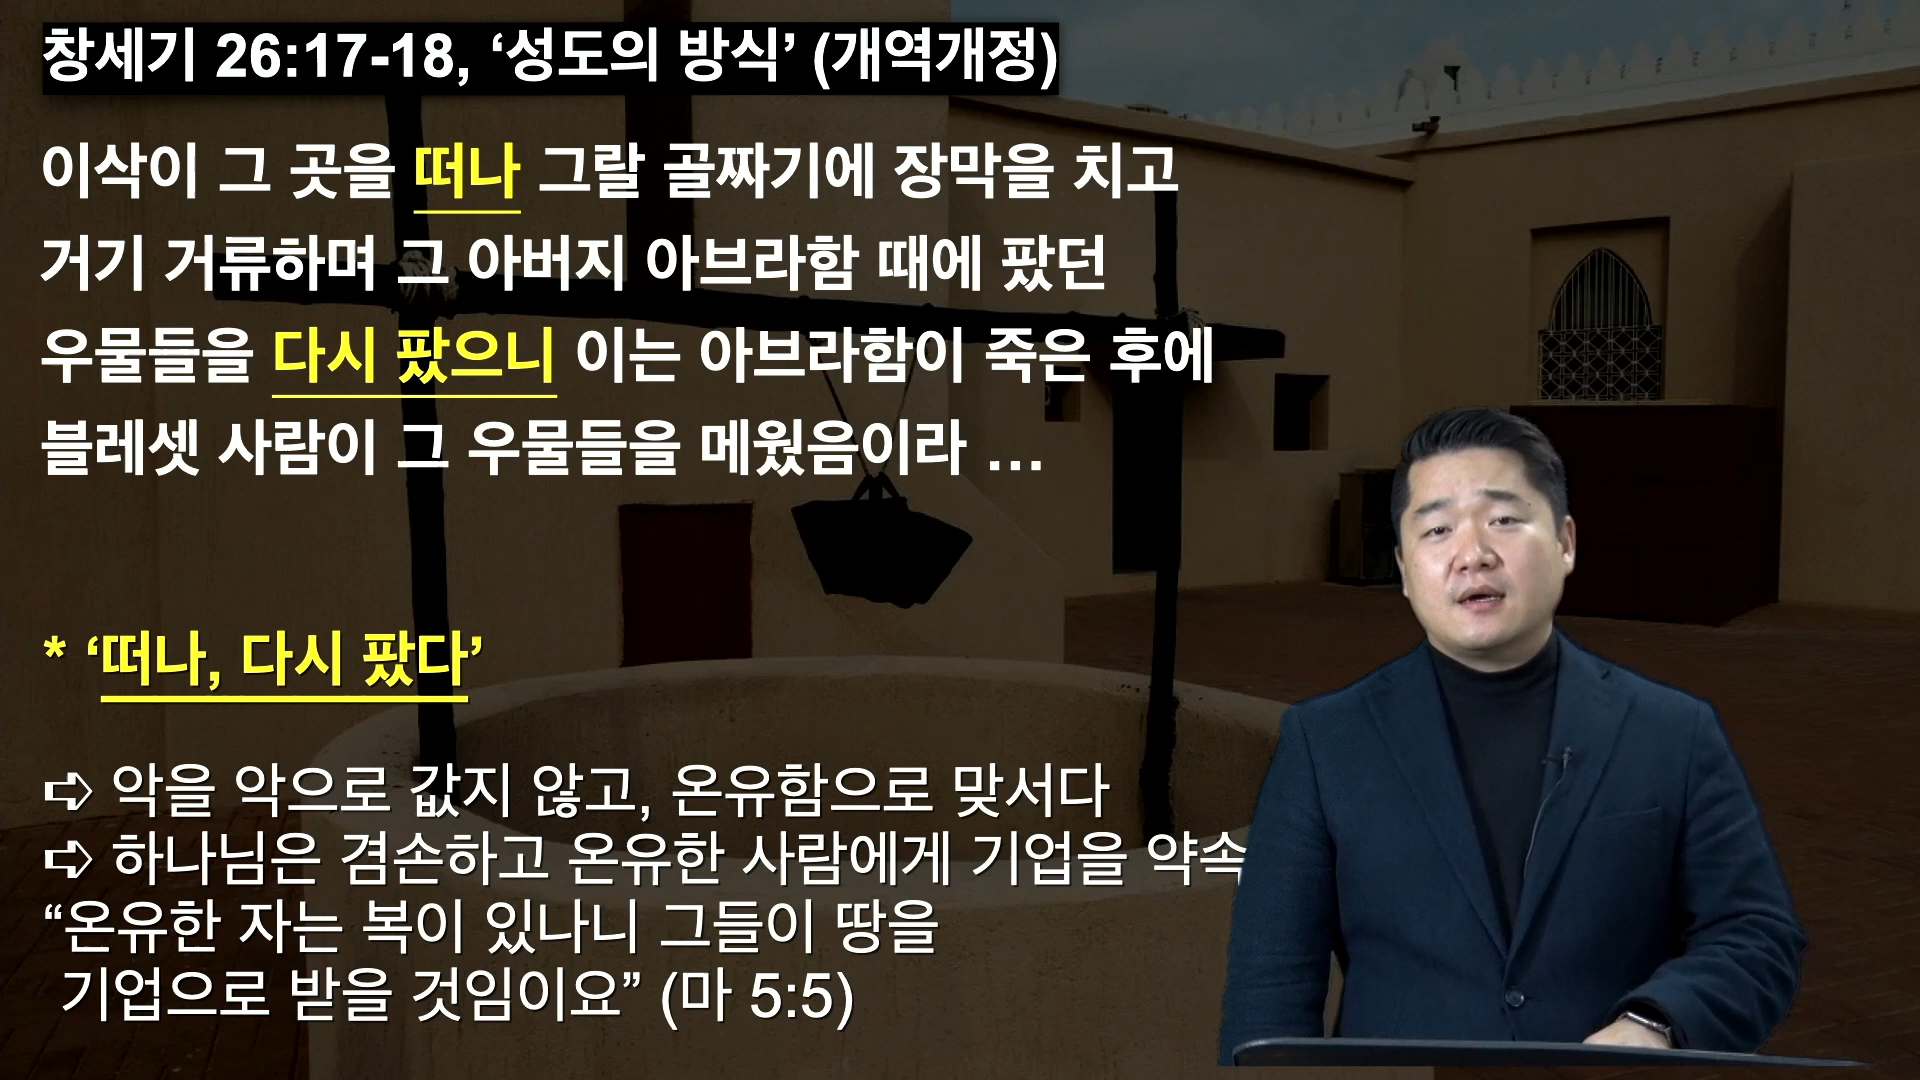 창세기 26:17-18, ‘성도의 방식’ (개역개정)
이삭이 그 곳을 떠나 그랄 골짜기에 장막을 치고
거기 거류하며 그 아버지 아브라함 때에 팠던
우물들을 다시 팠으니 이는 아브라함이 죽은 후에
블레셋 사람이 그 우물들을 메웠음이라 ...
* ‘떠나, 다시 팠다’
➪ 악을 악으로 갚지 않고, 온유함으로 맞서다
➪ 하나님은 겸손하고 온유한 사람에게 기업을 약속
“온유한 자는 복이 있나니 그들이 땅을
기업으로 받을 것임이요” (마 5:5)